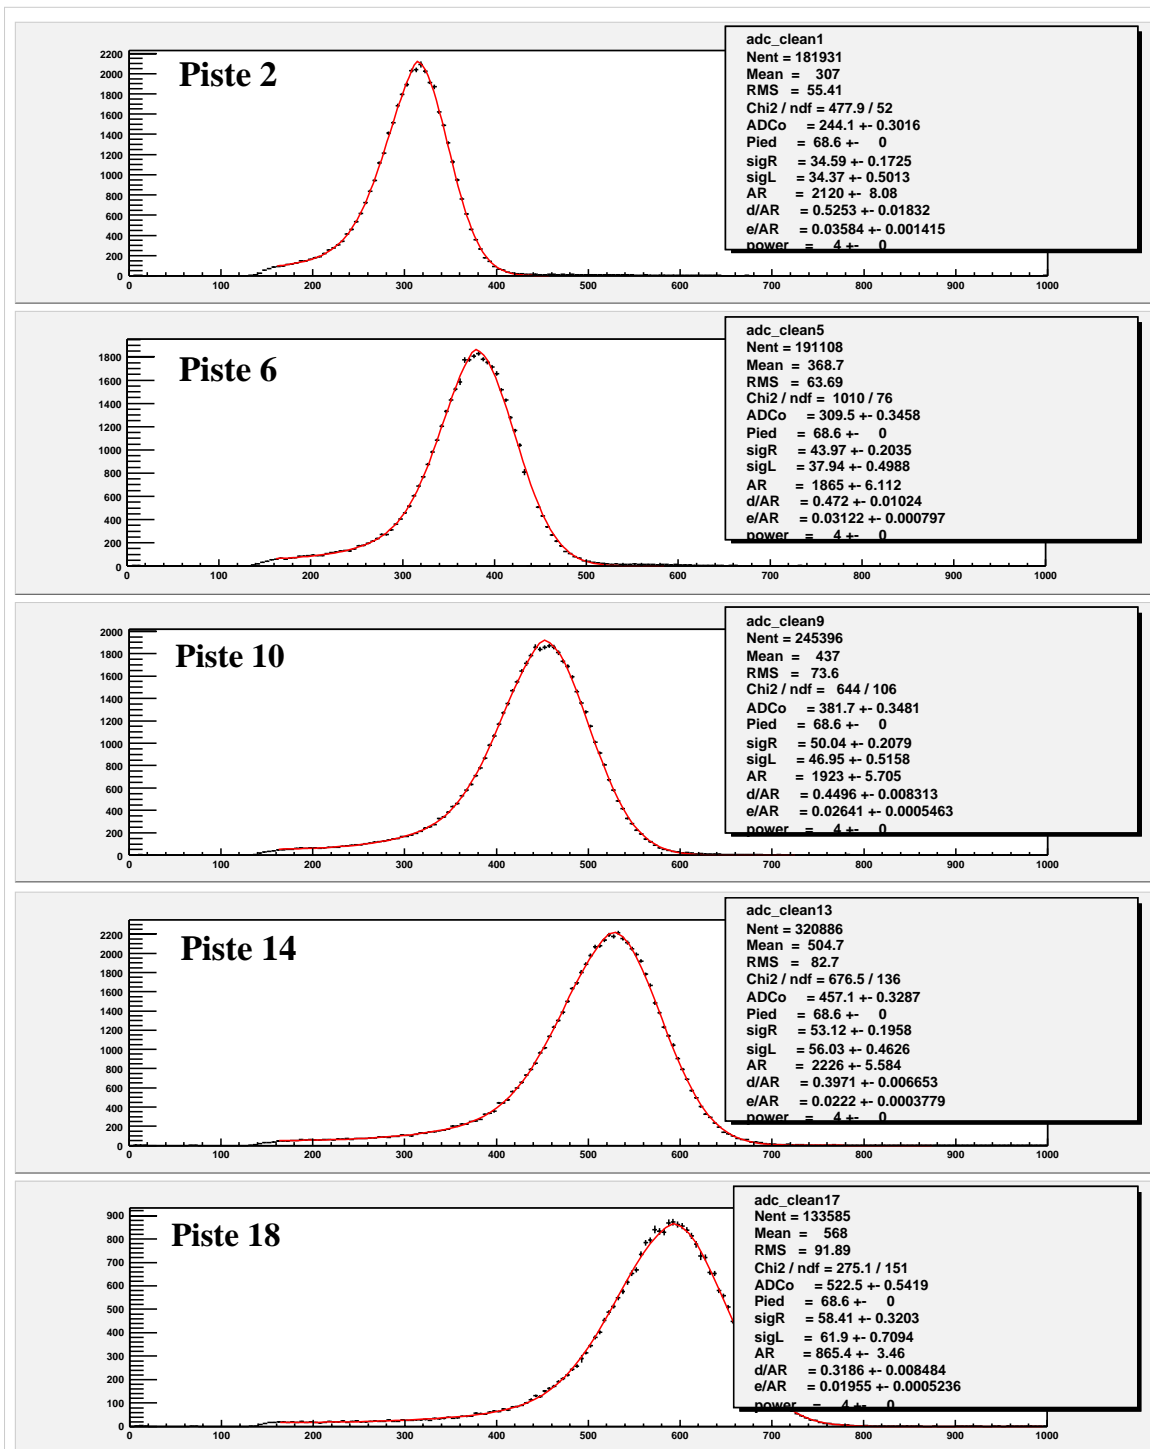 Piste 2
adc_clean1
Nent = 181931
Mean = 307
RMS = 55.41
Chi2 / ndf = 477.9 / 52
ADCo = 244.1 +- 0.3016
Pied = 68.6 +- 0
sigR = 34.59 +- 0.1725
sigL = 34.37 +- 0.5013
AR = 2120 +- 8.08
d/AR = 0.5253 +- 0.01832
e/AR = 0.03584 +- 0.001415
power = 4 +- 0
2200
2000
1800
1600
1400
1200
1000
800
600
400
200
0
0 100 200 300 400 500 600 700 800 900 1000
Piste 6
adc_clean5
Nent = 191108
Mean = 368.7
RMS = 63.69
Chi2 / ndf = 1010 / 76
ADCo = 309.5 +- 0.3458
Pied = 68.6 +- 0
sigR = 43.97 +- 0.2035
sigL = 37.94 +- 0.4988
AR = 1865 +- 6.112
d/AR = 0.472 +- 0.01024
e/AR = 0.03122 +- 0.000797
power = 4 +- 0
1800
1600
1400
1200
1000
800
600
400
200
0
0 100 200 300 400 500 600 700 800 900 1000
Piste 10
adc_clean9
Nent = 245396
Mean = 437
RMS = 73.6
Chi2 / ndf = 644 / 106
ADCo = 381.7 +- 0.3481
Pied = 68.6 +- 0
sigR = 50.04 +- 0.2079
sigL = 46.95 +- 0.5158
AR = 1923 +- 5.705
d/AR = 0.4496 +- 0.008313
e/AR = 0.02641 +- 0.0005463
power = 4 +- 0
2000
1800
1600
1400
1200
1000
800
600
400
200
0
0 100 200 300 400 500 600 700 800 900 1000
Piste 14
adc_clean13
Nent = 320886
Mean = 504.7
RMS = 82.7
Chi2 / ndf = 676.5 / 136
ADCo = 457.1 +- 0.3287
Pied = 68.6 +- 0
sigR = 53.12 +- 0.1958
sigL = 56.03 +- 0.4626
AR = 2226 +- 5.584
d/AR = 0.3971 +- 0.006653
e/AR = 0.0222 +- 0.0003779
power = 4 +- 0
2200
2000
1800
1600
1400
1200
1000
800
600
400
200
0
0 100 200 300 400 500 600 700 800 900 1000
Piste 18
adc_clean17
Nent = 133585
Mean = 568
RMS = 91.89
Chi2 / ndf = 275.1 / 151
ADCo = 522.5 +- 0.5419
Pied = 68.6 +- 0
sigR = 58.41 +- 0.3203
sigL = 61.9 +- 0.7094
AR = 865.4 +- 3.46
d/AR = 0.3186 +- 0.008484
e/AR = 0.01955 +- 0.0005236
power = 4 +- 0
900
800
700
600
500
400
300
200
100
0
0 100 200 300 400 500 600 700 800 900 1000